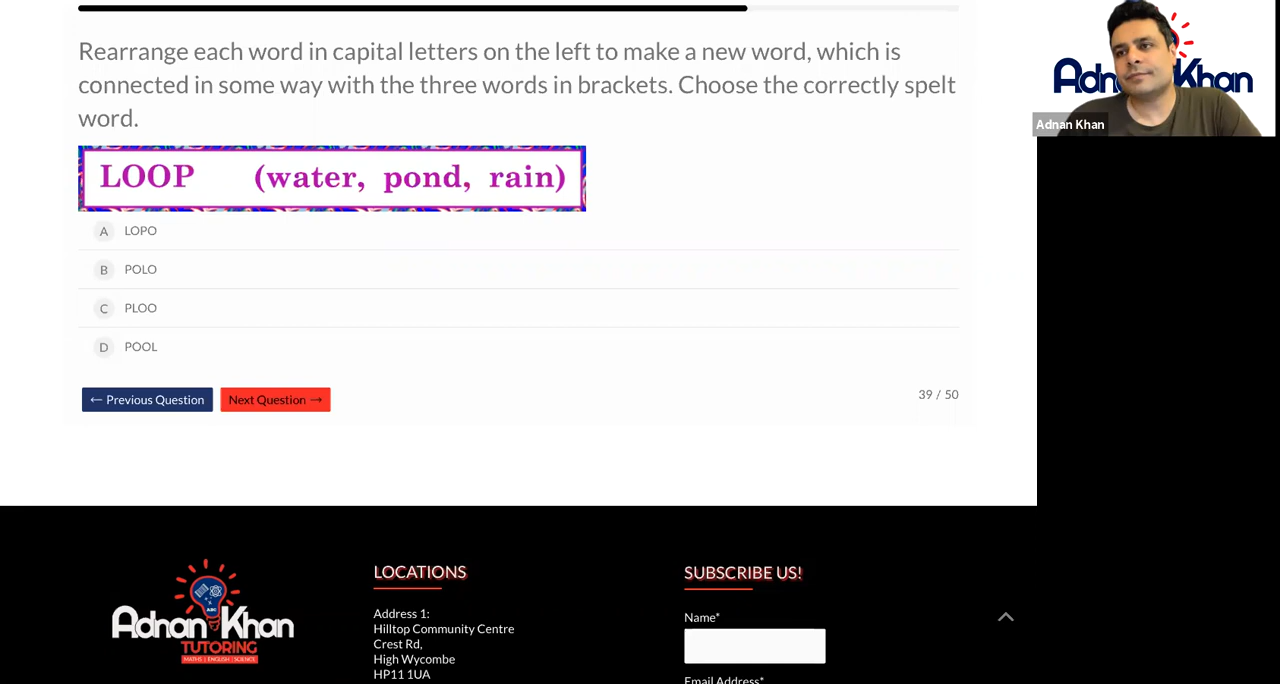 Rearrange each word in capital letters on the left to make a new word, which is
connected in some way with the three words in brackets. Choose the correctly spelt
word.
LOOP (water, pond, rain)
A LOPO
B POLO
C PLOO
D POOL
← Previous Question
Next Question →
39 / 50
Adnan Khan
Adnan Khan
Adnan Khan
TUTORING
MATHS | ENGLISH | SCIENCE
LOCATIONS
Address 1:
Hilltop Community Centre
Crest Rd,
High Wycombe
HP11 1UA
SUBSCRIBE US!
Name*
Email Address*